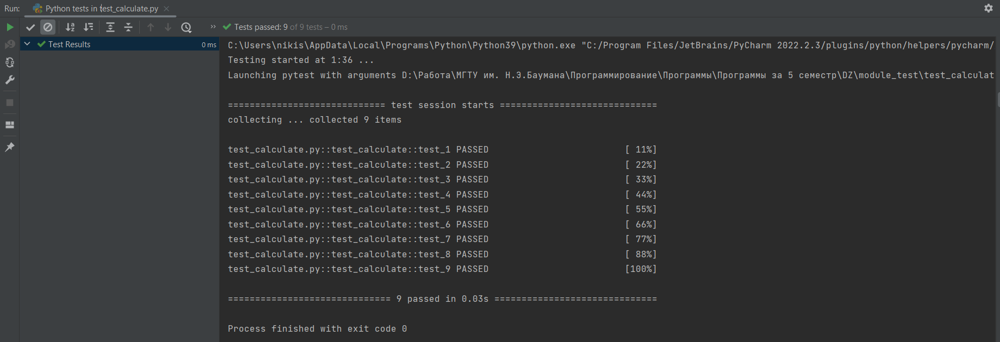 Run: Python tests in test_calculate.py
Tests passed: 9 of 9 tests – 0 ms
Test Results 0 ms
C:\Users\nikis\AppData\Local\Programs\Python\Python39\python.exe "C:/Program Files/JetBrains/PyCharm 2022.2.3/plugins/python/helpers/pycharm/
Testing started at 1:36 ...
Launching pytest with arguments D:\Работа\МГТУ им. Н.Э.Баумана\Программирование\Программы\Программы за 5 семестр\DZ\module_test\test_calculat
============================= test session starts =============================
collecting ... collected 9 items
test_calculate.py::test_calculate::test_1 PASSED [ 11%]
test_calculate.py::test_calculate::test_2 PASSED [ 22%]
test_calculate.py::test_calculate::test_3 PASSED [ 33%]
test_calculate.py::test_calculate::test_4 PASSED [ 44%]
test_calculate.py::test_calculate::test_5 PASSED [ 55%]
test_calculate.py::test_calculate::test_6 PASSED [ 66%]
test_calculate.py::test_calculate::test_7 PASSED [ 77%]
test_calculate.py::test_calculate::test_8 PASSED [ 88%]
test_calculate.py::test_calculate::test_9 PASSED [100%]
============================== 9 passed in 0.03s ==============================
Process finished with exit code 0